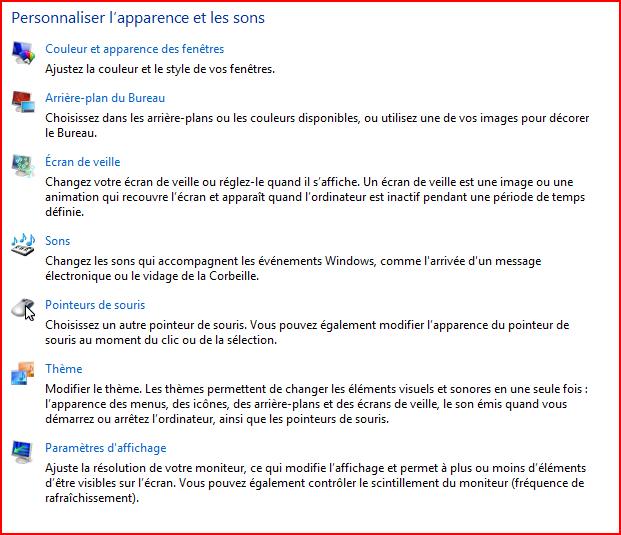 Personnaliser l’apparence et les sons
Couleur et apparence des fenêtres
Ajustez la couleur et le style de vos fenêtres.
Arrière-plan du Bureau
Choisissez dans les arrière-plans ou les couleurs disponibles, ou utilisez une de vos images pour décorer
le Bureau.
Écran de veille
Changez votre écran de veille ou réglez-le quand il s’affiche. Un écran de veille est une image ou une
animation qui recouvre l’écran et apparaît quand l’ordinateur est inactif pendant une période de temps
définie.
Sons
Changez les sons qui accompagnent les événements Windows, comme l'arrivée d'un message
électronique ou le vidage de la Corbeille.
Pointeurs de souris
Choisissez un autre pointeur de souris. Vous pouvez également modifier l’apparence du pointeur de
souris au moment du clic ou de la sélection.
Thème
Modifier le thème. Les thèmes permettent de changer les éléments visuels et sonores en une seule fois :
l’apparence des menus, des icônes, des arrière-plans et des écrans de veille, le son émis quand vous
démarrez ou arrêtez l’ordinateur, ainsi que les pointeurs de souris.
Paramètres d'affichage
Ajuste la résolution de votre moniteur, ce qui modifie l’affichage et permet à plus ou moins d’éléments
d’être visibles sur l’écran. Vous pouvez également contrôler le scintillement du moniteur (fréquence de
rafraîchissement).